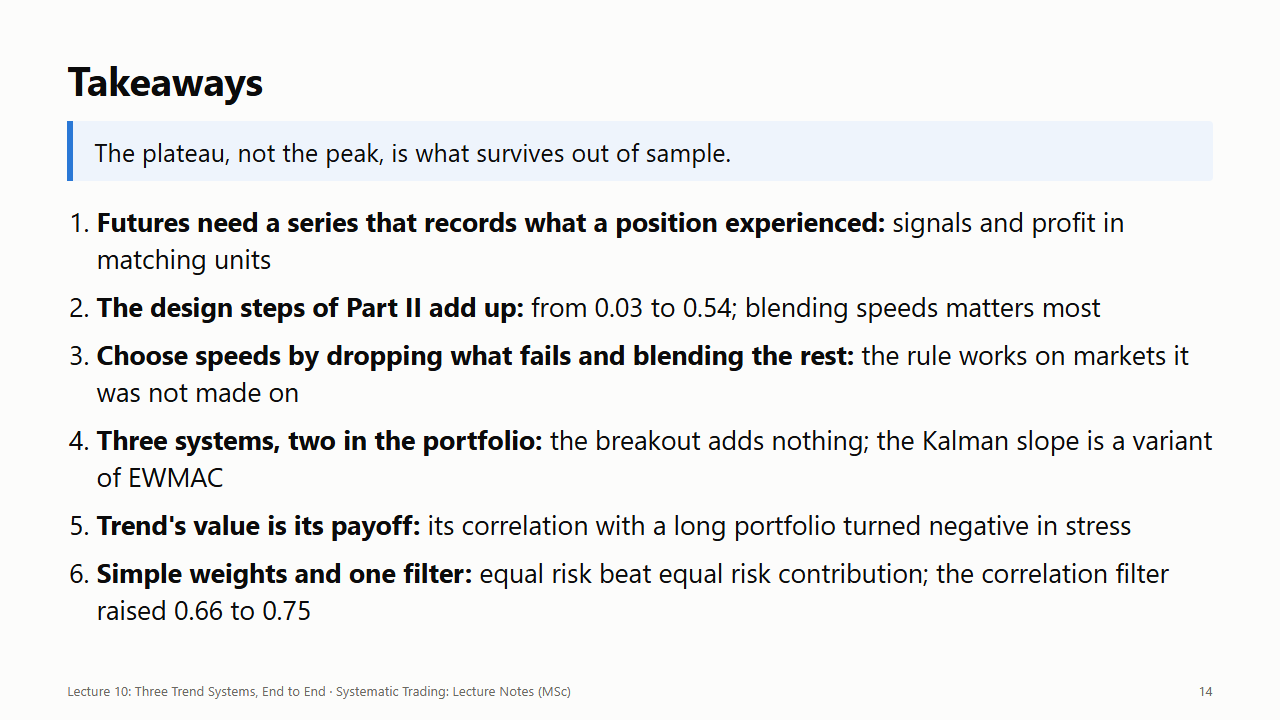 Takeaways
The plateau, not the peak, is what survives out of sample.
1. Futures need a series that records what a position experienced: signals and profit in
matching units
2. The design steps of Part II add up: from 0.03 to 0.54; blending speeds matters most
3. Choose speeds by dropping what fails and blending the rest: the rule works on markets it
was not made on
4. Three systems, two in the portfolio: the breakout adds nothing; the Kalman slope is a variant
of EWMAC
5. Trend's value is its payoff: its correlation with a long portfolio turned negative in stress
6. Simple weights and one filter: equal risk beat equal risk contribution; the correlation filter
raised 0.66 to 0.75
Lecture 10: Three Trend Systems, End to End · Systematic Trading: Lecture Notes (MSc)
14